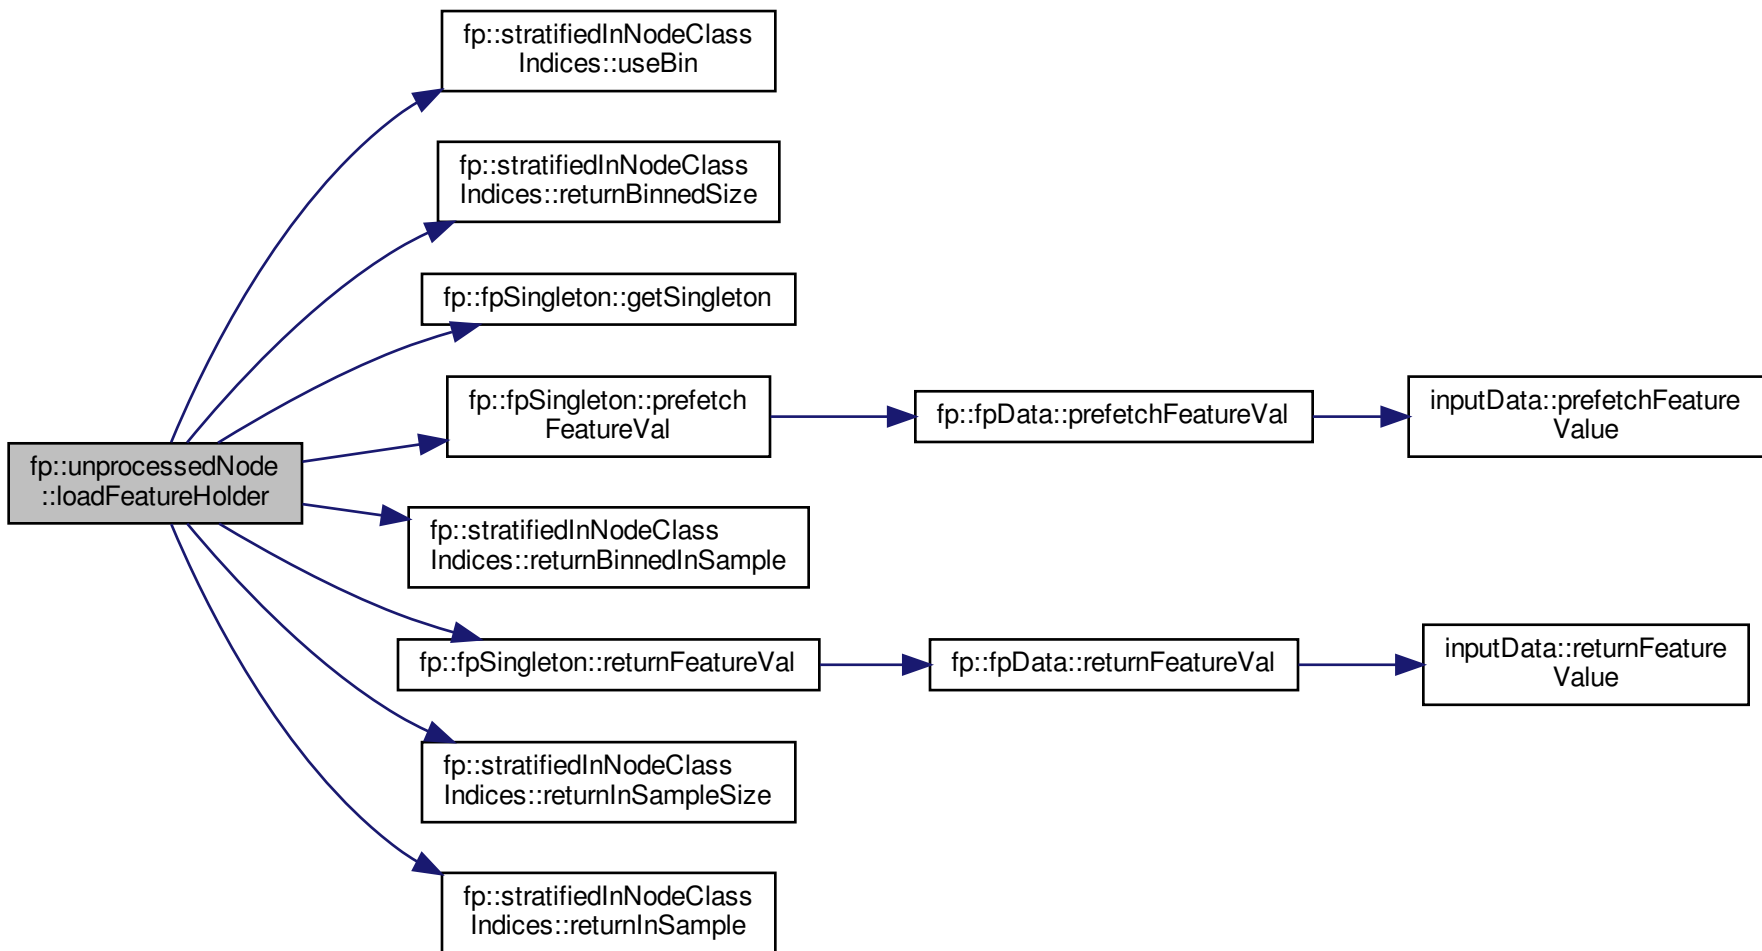 fp::stratifiedInNodeClass
Indices::useBin
fp::stratifiedInNodeClass
Indices::returnBinnedSize
fp::fpSingleton::getSingleton
fp::fpSingleton::prefetch
FeatureVal
fp::fpData::prefetchFeatureVal
inputData::prefetchFeature
Value
fp::unprocessedNode
::loadFeatureHolder
fp::stratifiedInNodeClass
Indices::returnBinnedInSample
fp::fpSingleton::returnFeatureVal
fp::fpData::returnFeatureVal
inputData::returnFeature
Value
fp::stratifiedInNodeClass
Indices::returnInSampleSize
fp::stratifiedInNodeClass
Indices::returnInSample